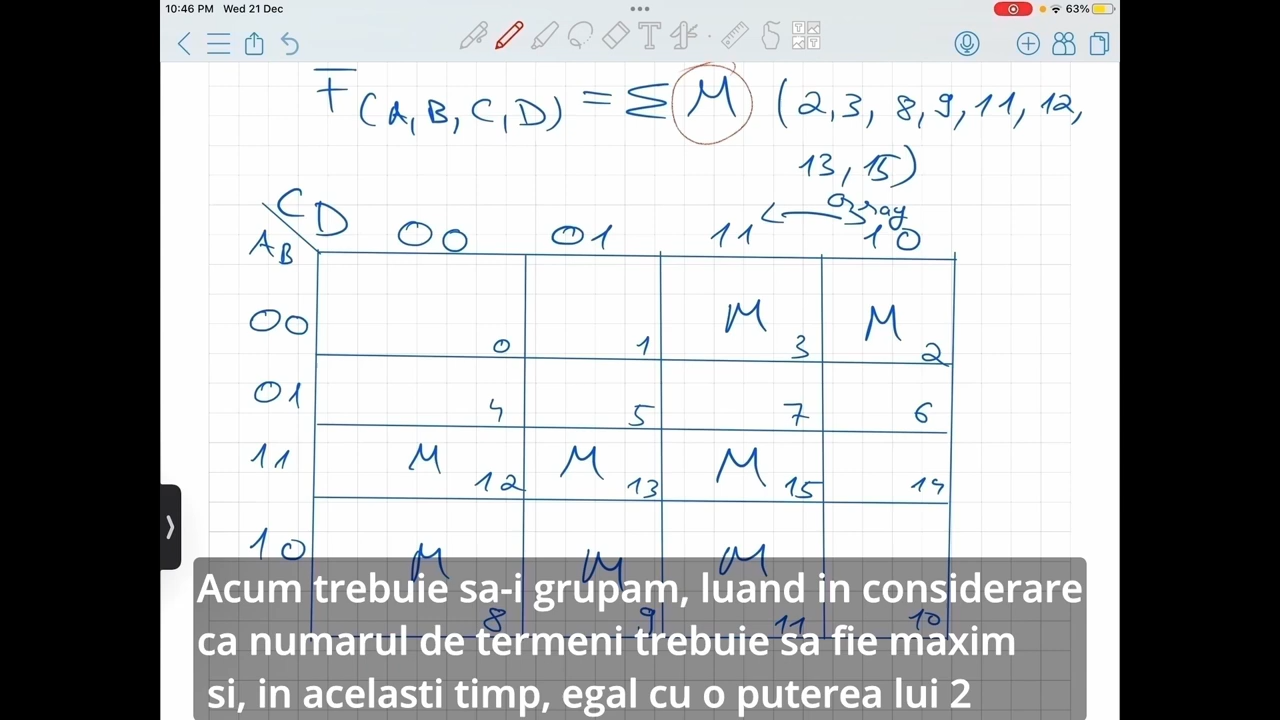 10:46 PM Wed 21 Dec
63%
F̅(A,B,C,D) = Σ M (2,3, 8,9,11,12,
13,15)
CD
Gray
AB 00 01 11 10
00 0 1 M 3 M 2
01 4 5 7 6
11 M 12 M 13 M 15 14
10 M 8 M 9 M 11 10
Acum trebuie sa-i grupam, luand in considerare
ca numarul de termeni trebuie sa fie maxim
si, in acelasti timp, egal cu o puterea lui 2